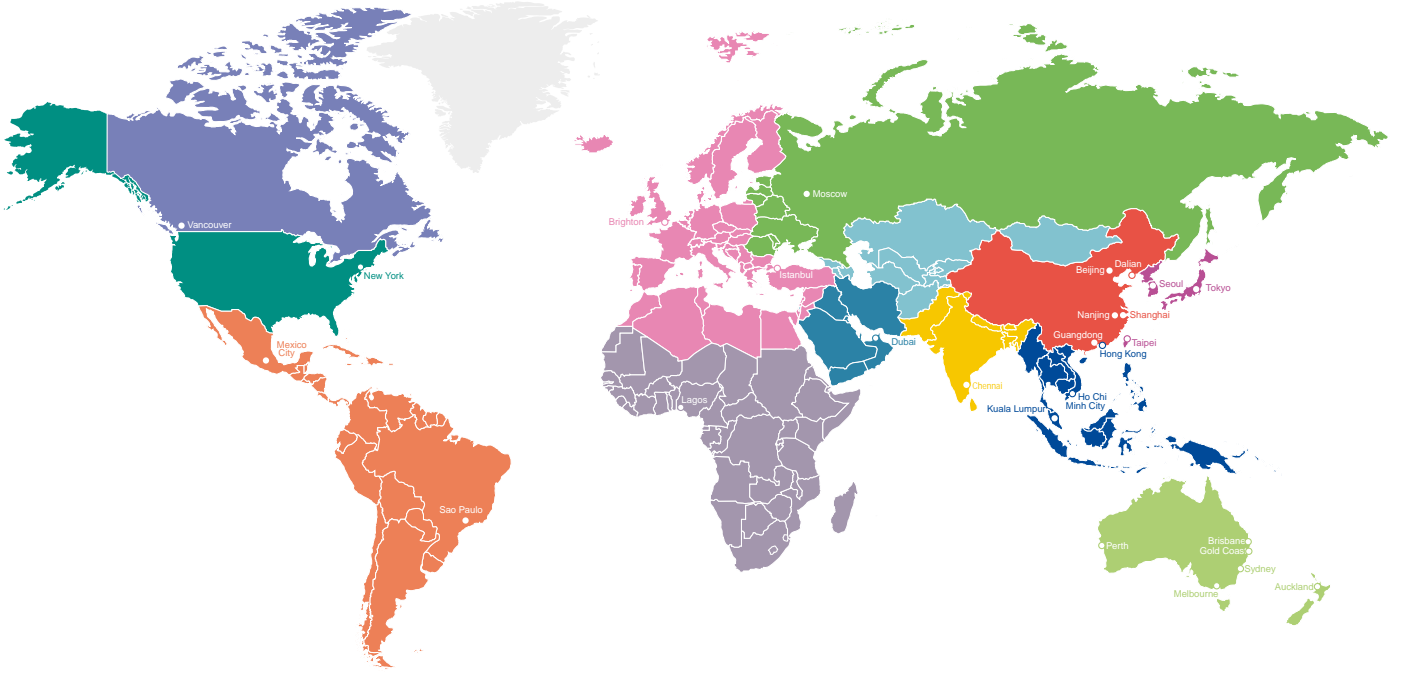 Moscow
Vancouver
Brighton
New York
Istanbul
Beijing
Dalian
Seoul
Tokyo
Nanjing
Shanghai
Guangdong
Taipei
Hong Kong
Dubai
Mexico
City
Chennai
Lagos
Ho Chi
Minh City
Kuala Lumpur
Sao Paulo
Perth
Brisbane
Gold Coast
Sydney
Melbourne
Auckland